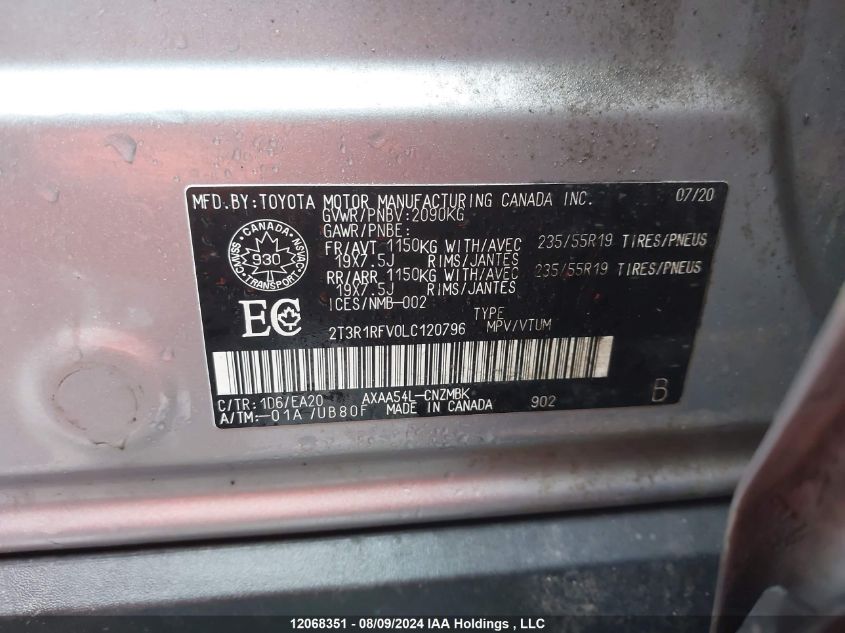 MFD.BY:TOYOTA MOTOR MANUFACTURING CANADA INC. 07/20
GVWR/PNBV:2090KG
GAWR/PNBE:
FR/AVT 1150KG WITH/AVEC 235/55R19 TIRES/PNEUS
19X7.5J RIMS/JANTES
RR/ARR 1150KG WITH/AVEC 235/55R19 TIRES/PNEUS
19X7.5J RIMS/JANTES
ICES/NMB-002
CANADA
CMVSS 930 NSVAC
TRANSPORT
EC
TYPE
2T3R1RFV0LC120796 MPV/VTUM
C/TR:1D6/EA20 AXAA54L-CNZMBK
A/TM:-01A/UB80F MADE IN CANADA 902 B
12068351 - 08/09/2024 IAA Holdings, LLC